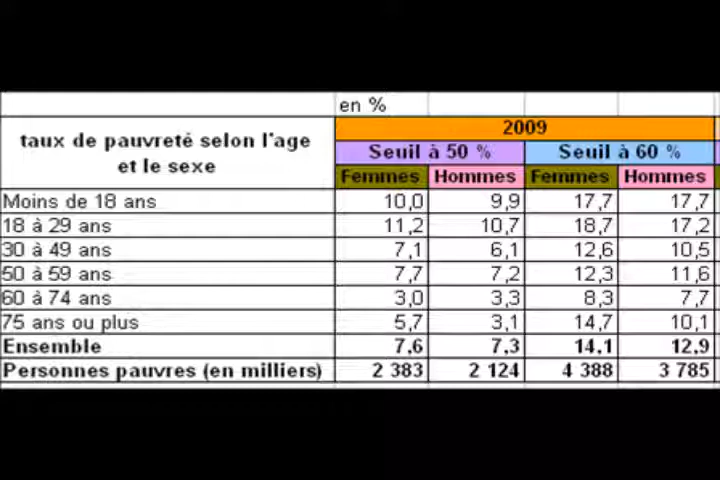 en %
taux de pauvreté selon l'age
et le sexe
2009
Seuil à 50 % Seuil à 60 %
Femmes Hommes Femmes Hommes
Moins de 18 ans 10,0 9,9 17,7 17,7
18 à 29 ans 11,2 10,7 18,7 17,2
30 à 49 ans 7,1 6,1 12,6 10,5
50 à 59 ans 7,7 7,2 12,3 11,6
60 à 74 ans 3,0 3,3 8,3 7,7
75 ans ou plus 5,7 3,1 14,7 10,1
Ensemble 7,6 7,3 14,1 12,9
Personnes pauvres (en milliers) 2 383 2 124 4 388 3 785